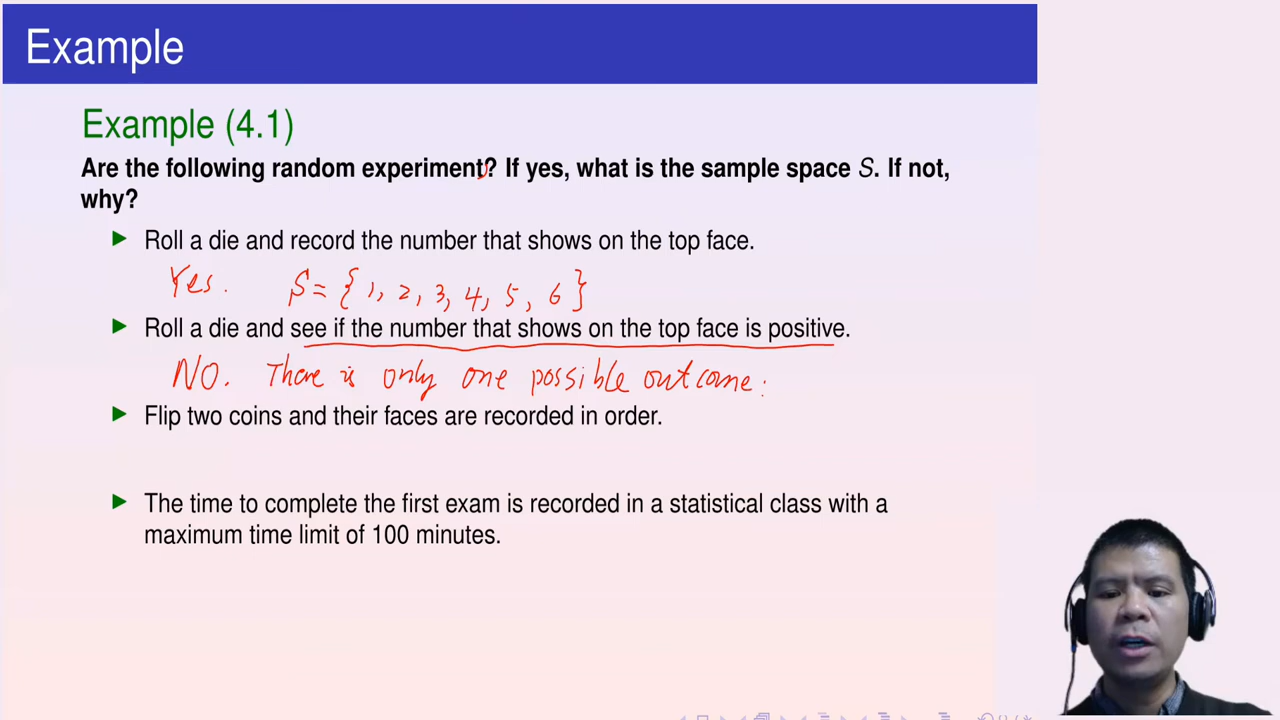 Example
Example (4.1)
Are the following random experiments? If yes, what is the sample space S. If not,
why?
Roll a die and record the number that shows on the top face.
Yes. S = { 1, 2, 3, 4, 5, 6 }
Roll a die and see if the number that shows on the top face is positive.
NO. There is only one possible outcome:
Flip two coins and their faces are recorded in order.
The time to complete the first exam is recorded in a statistical class with a
maximum time limit of 100 minutes.